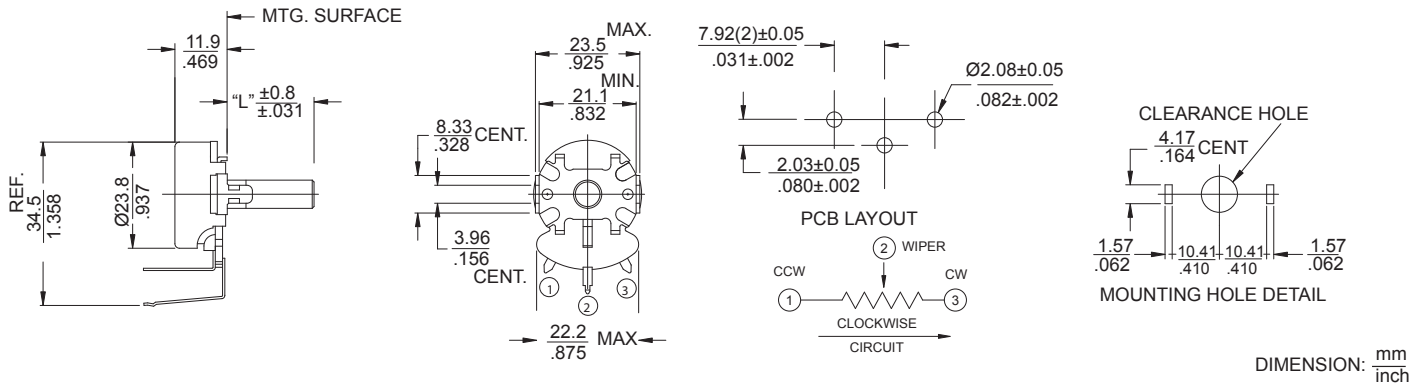 MTG. SURFACE
11.9
.469
"L" ±0.8
±.031
REF.
34.5
1.358
Ø23.8
.937
MAX.
23.5
.925
MIN.
21.1
.832
8.33 CENT.
.328
3.96
.156
CENT.
1
2
3
22.2 MAX
.875
7.92(2)±0.05
.031±.002
Ø2.08±0.05
.082±.002
2.03±0.05
.080±.002
PCB LAYOUT
2 WIPER
CCW
CW
1
3
CLOCKWISE
CIRCUIT
CLEARANCE HOLE
4.17 CENT
.164
1.57
.062
10.41
.410
10.41
.410
1.57
.062
MOUNTING HOLE DETAIL
DIMENSION: mm
inch